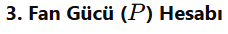 3. Fan Gücü (P) Hesabı